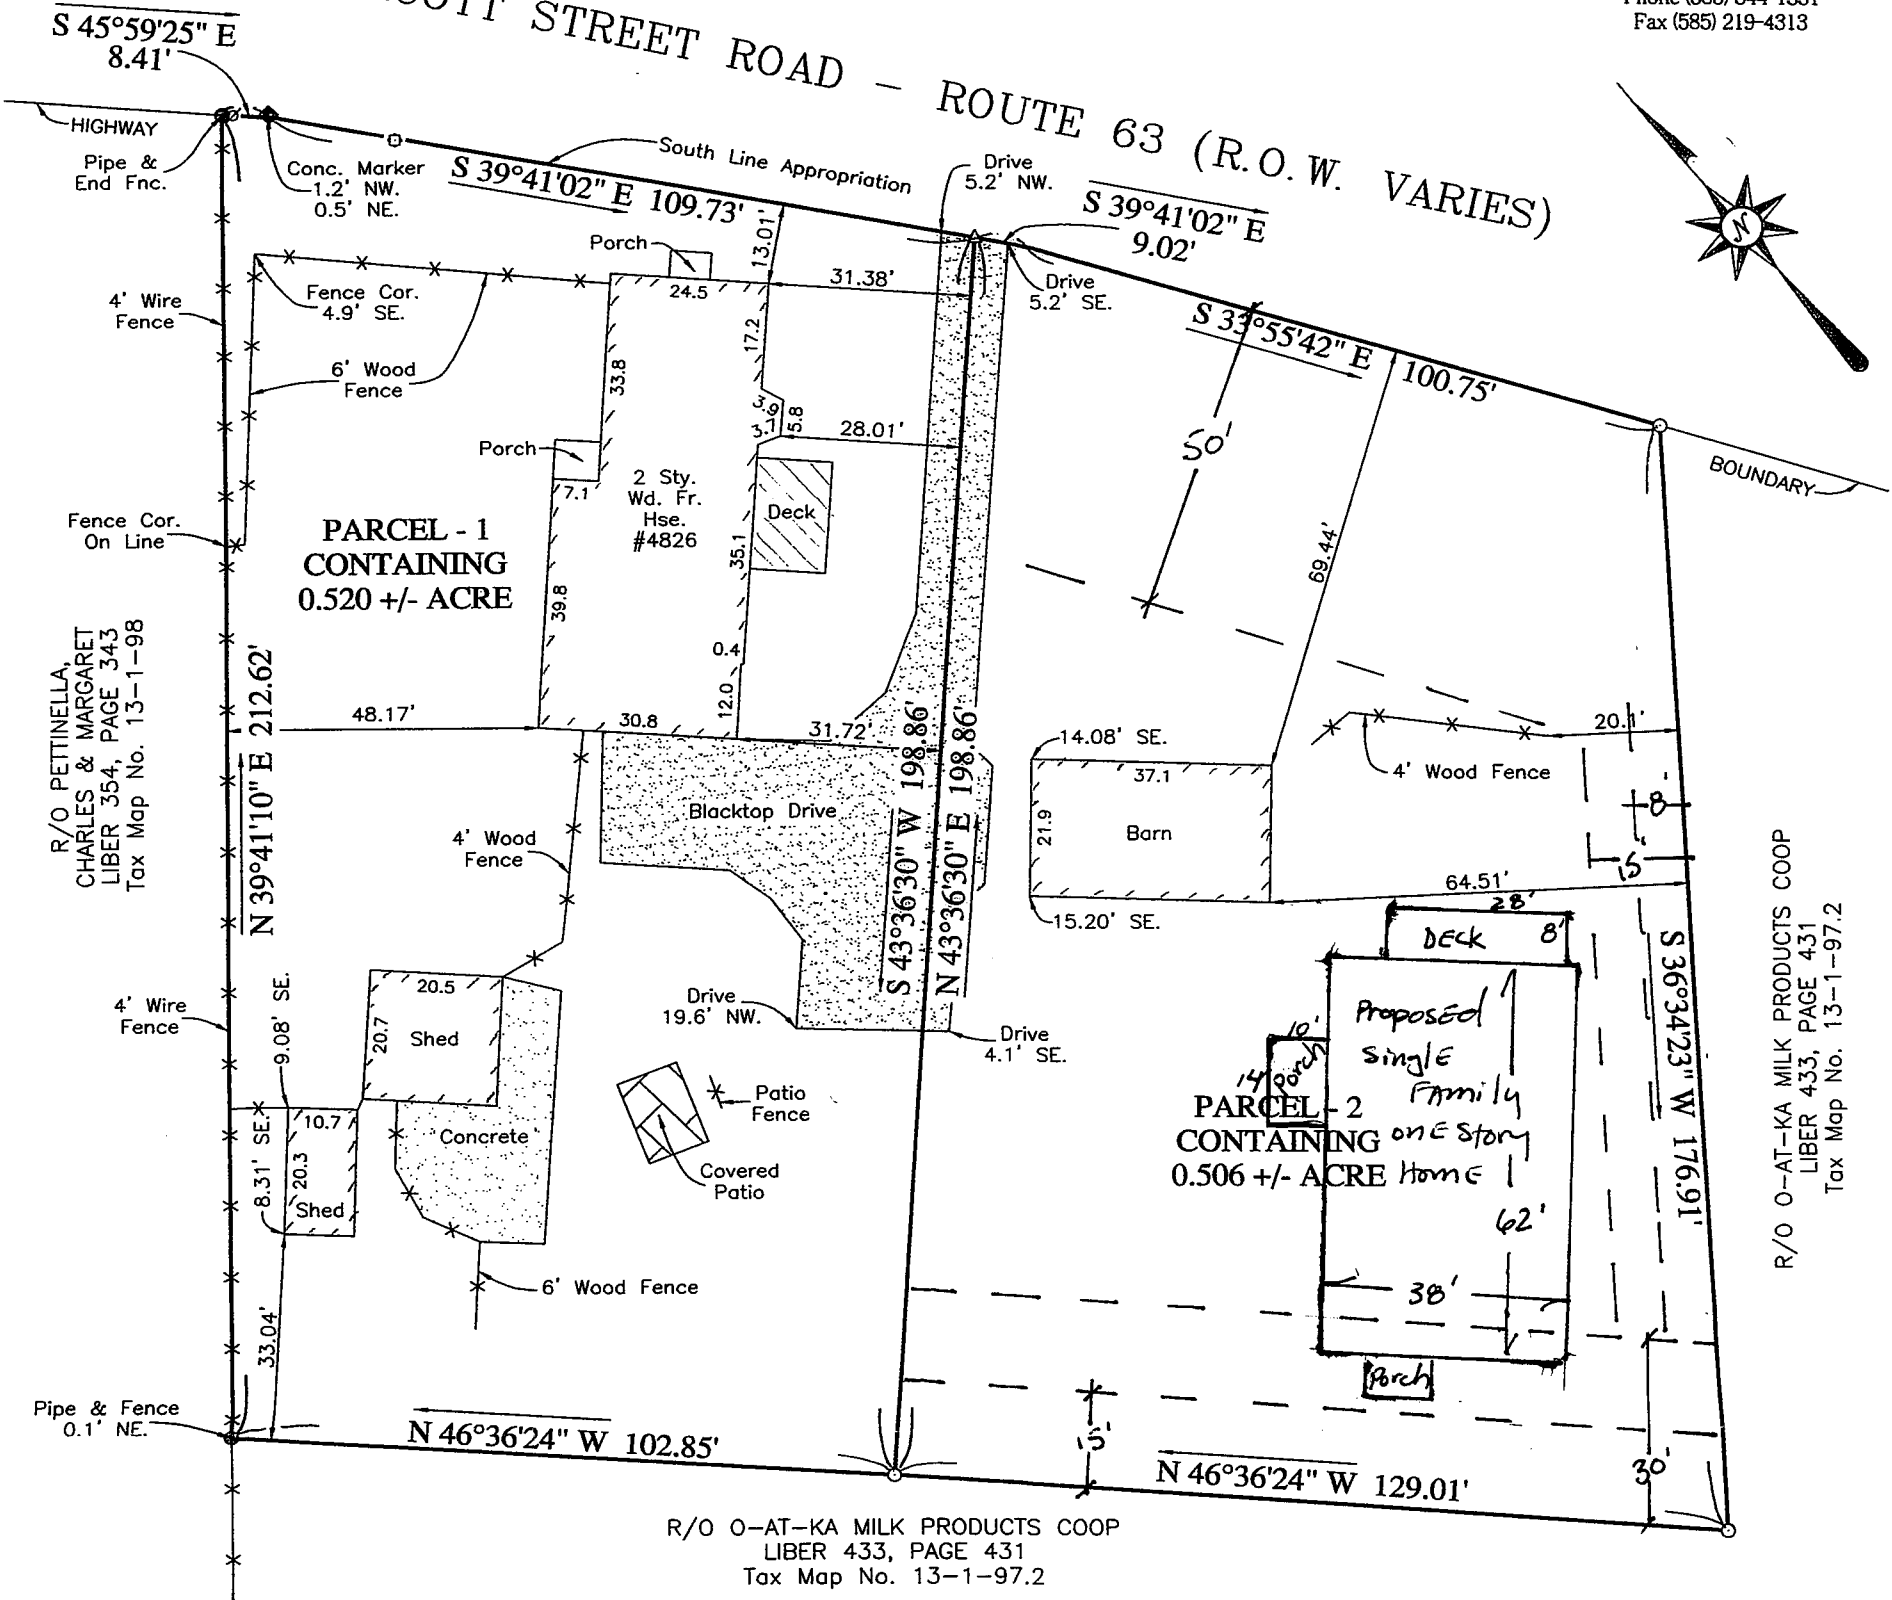 Fax (585) 219-4313
S 45°59'25" E
8.41'
STREET ROAD - ROUTE 63 (R.O.W. VARIES)
HIGHWAY
Pipe &
End Fnc.
Conc. Marker
1.2' NW.
0.5' NE.
S 39°41'02" E 109.73'
South Line Appropriation
Drive
5.2' NW.
S 39°41'02" E
9.02'
Drive
5.2' SE.
N
S 33°55'42" E 100.75'
BOUNDARY
4' Wire
Fence
Fence Cor.
4.9' SE.
6' Wood
Fence
Porch
24.5
13.01'
31.38'
17.2
33.8
3.9
3.7
5.8
28.01'
Porch
7.1
2 Sty.
Wd. Fr.
Hse.
#4826
Deck
35.1
39.8
0.4
12.0
Fence Cor.
On Line
PARCEL - 1
CONTAINING
0.520 +/- ACRE
50'
69.44'
R/O PETTINELLA,
CHARLES & MARGARET
LIBER 354, PAGE 343
Tax Map No. 13-1-98
N 39°41'10" E 212.62'
48.17'
30.8
31.72'
S 43°36'30" W 198.86'
N 43°36'30" E 198.86'
14.08' SE.
37.1
21.9
Barn
15.20' SE.
4' Wood Fence
20.1'
8'
15'
64.51'
Blacktop Drive
4' Wood
Fence
28'
DECK 8'
Proposed
Single
Family
one Story
Home
62'
38'
10'
14'
Porch
Porch
PARCEL - 2
CONTAINING
0.506 +/- ACRE
S 36°34'23" W 176.91'
R/O O-AT-KA MILK PRODUCTS COOP
LIBER 433, PAGE 431
Tax Map No. 13-1-97.2
4' Wire
Fence
9.08' SE.
20.5
20.7
Shed
Drive
19.6' NW.
Drive
4.1' SE.
Patio
Fence
Covered
Patio
10.7
20.3
Shed
8.31' SE.
Concrete
6' Wood Fence
33.04'
Pipe & Fence
0.1' NE.
N 46°36'24" W 102.85'
15'
N 46°36'24" W 129.01'
30'
R/O O-AT-KA MILK PRODUCTS COOP
LIBER 433, PAGE 431
Tax Map No. 13-1-97.2